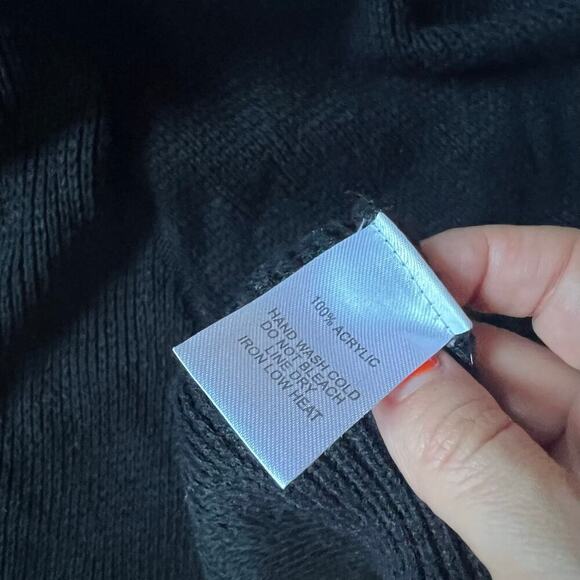 100% ACRYLIC
HAND WASH COLD
DO NOT BLEACH
LINE DRY
IRON LOW HEAT